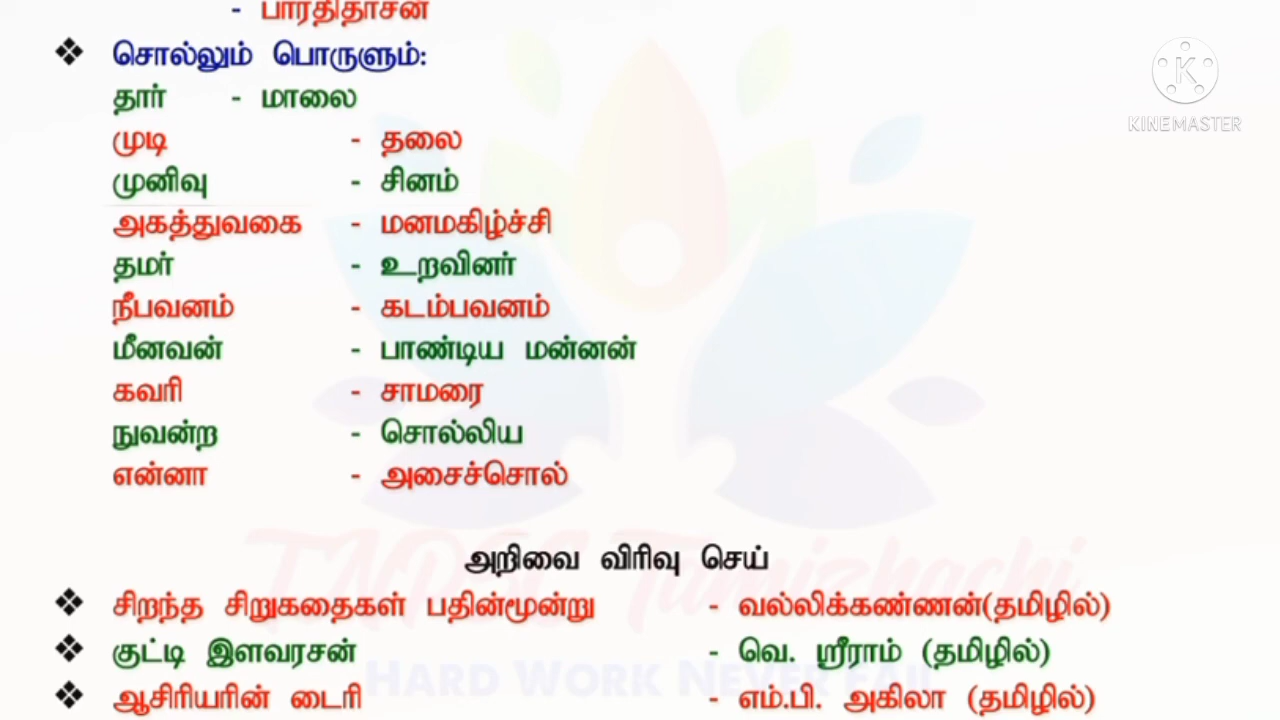 - பாரதிதாசன்
❖ சொல்லும் பொருளும்:
தார் - மாலை
முடி - தலை
முனிவு - சினம்
அகத்துவகை - மனமகிழ்ச்சி
தமர் - உறவினர்
நீபவனம் - கடம்பவனம்
மீனவன் - பாண்டிய மன்னன்
கவரி - சாமரை
நுவன்ற - சொல்லிய
என்னா - அசைச்சொல்
அறிவை விரிவு செய்
❖ சிறந்த சிறுகதைகள் பதின்மூன்று - வல்லிக்கண்ணன்(தமிழில்)
❖ குட்டி இளவரசன் - வெ. ஸ்ரீராம் (தமிழில்)
❖ ஆசிரியரின் டைரி - எம்.பி. அகிலா (தமிழில்)
K
KINEMASTER
TNPSC Tamizhachi
HARD WORK NEVER FAIL